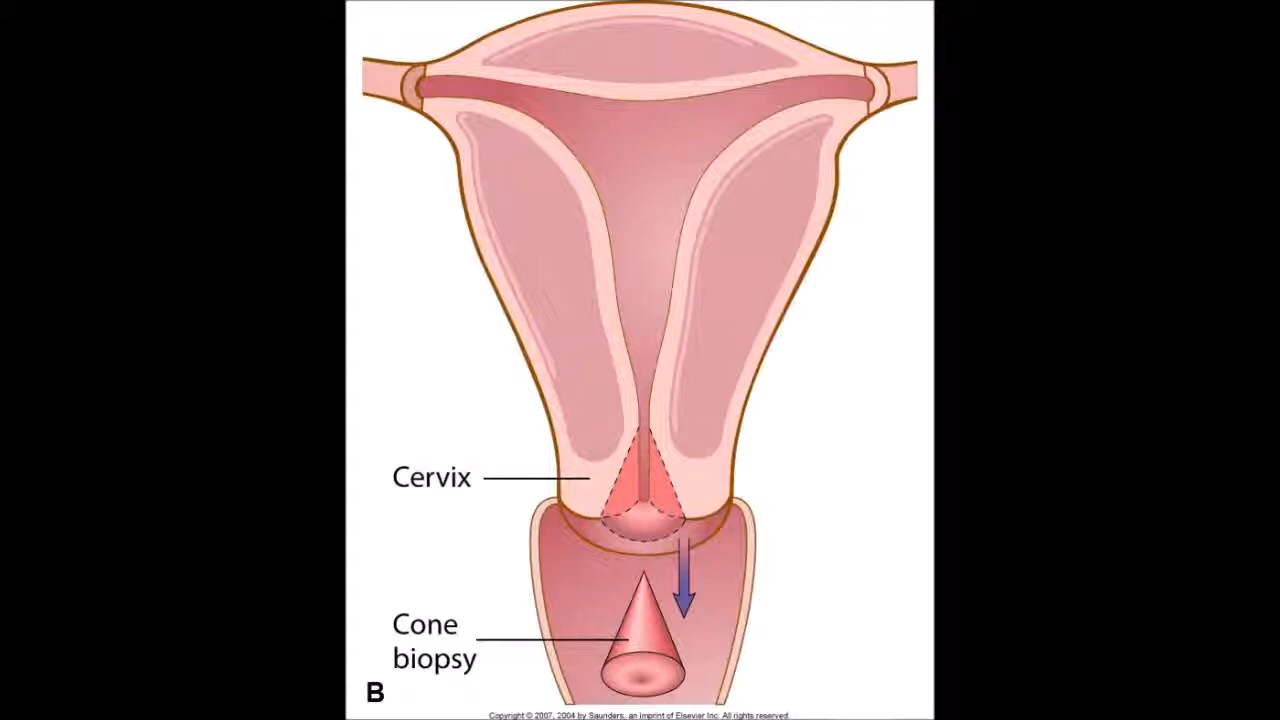 Cervix
Cone
biopsy
B
Copyright © 2007, 2004 by Saunders, an imprint of Elsevier Inc. All rights reserved.